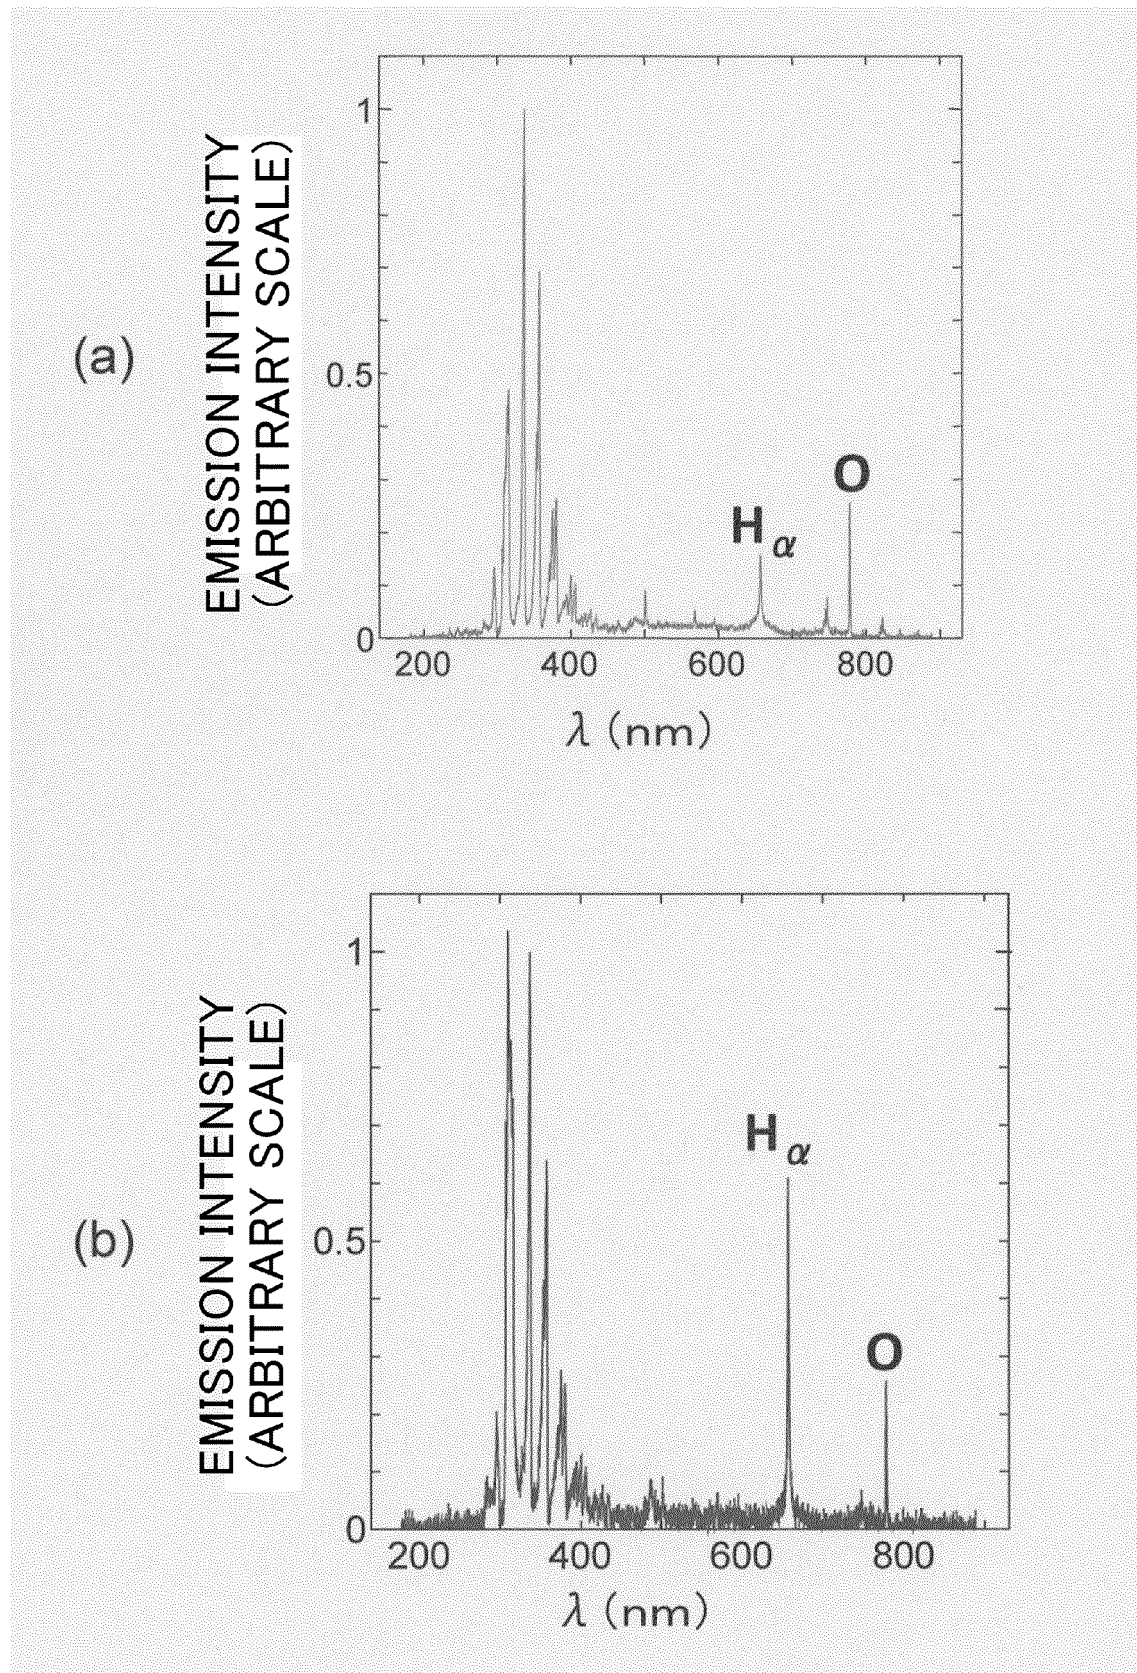 (a)
EMISSION INTENSITY
(ARBITRARY SCALE)
1
0.5
0
Hα
O
200 400 600 800
λ (nm)
(b)
EMISSION INTENSITY
(ARBITRARY SCALE)
1
0.5
0
Hα
O
200 400 600 800
λ (nm)